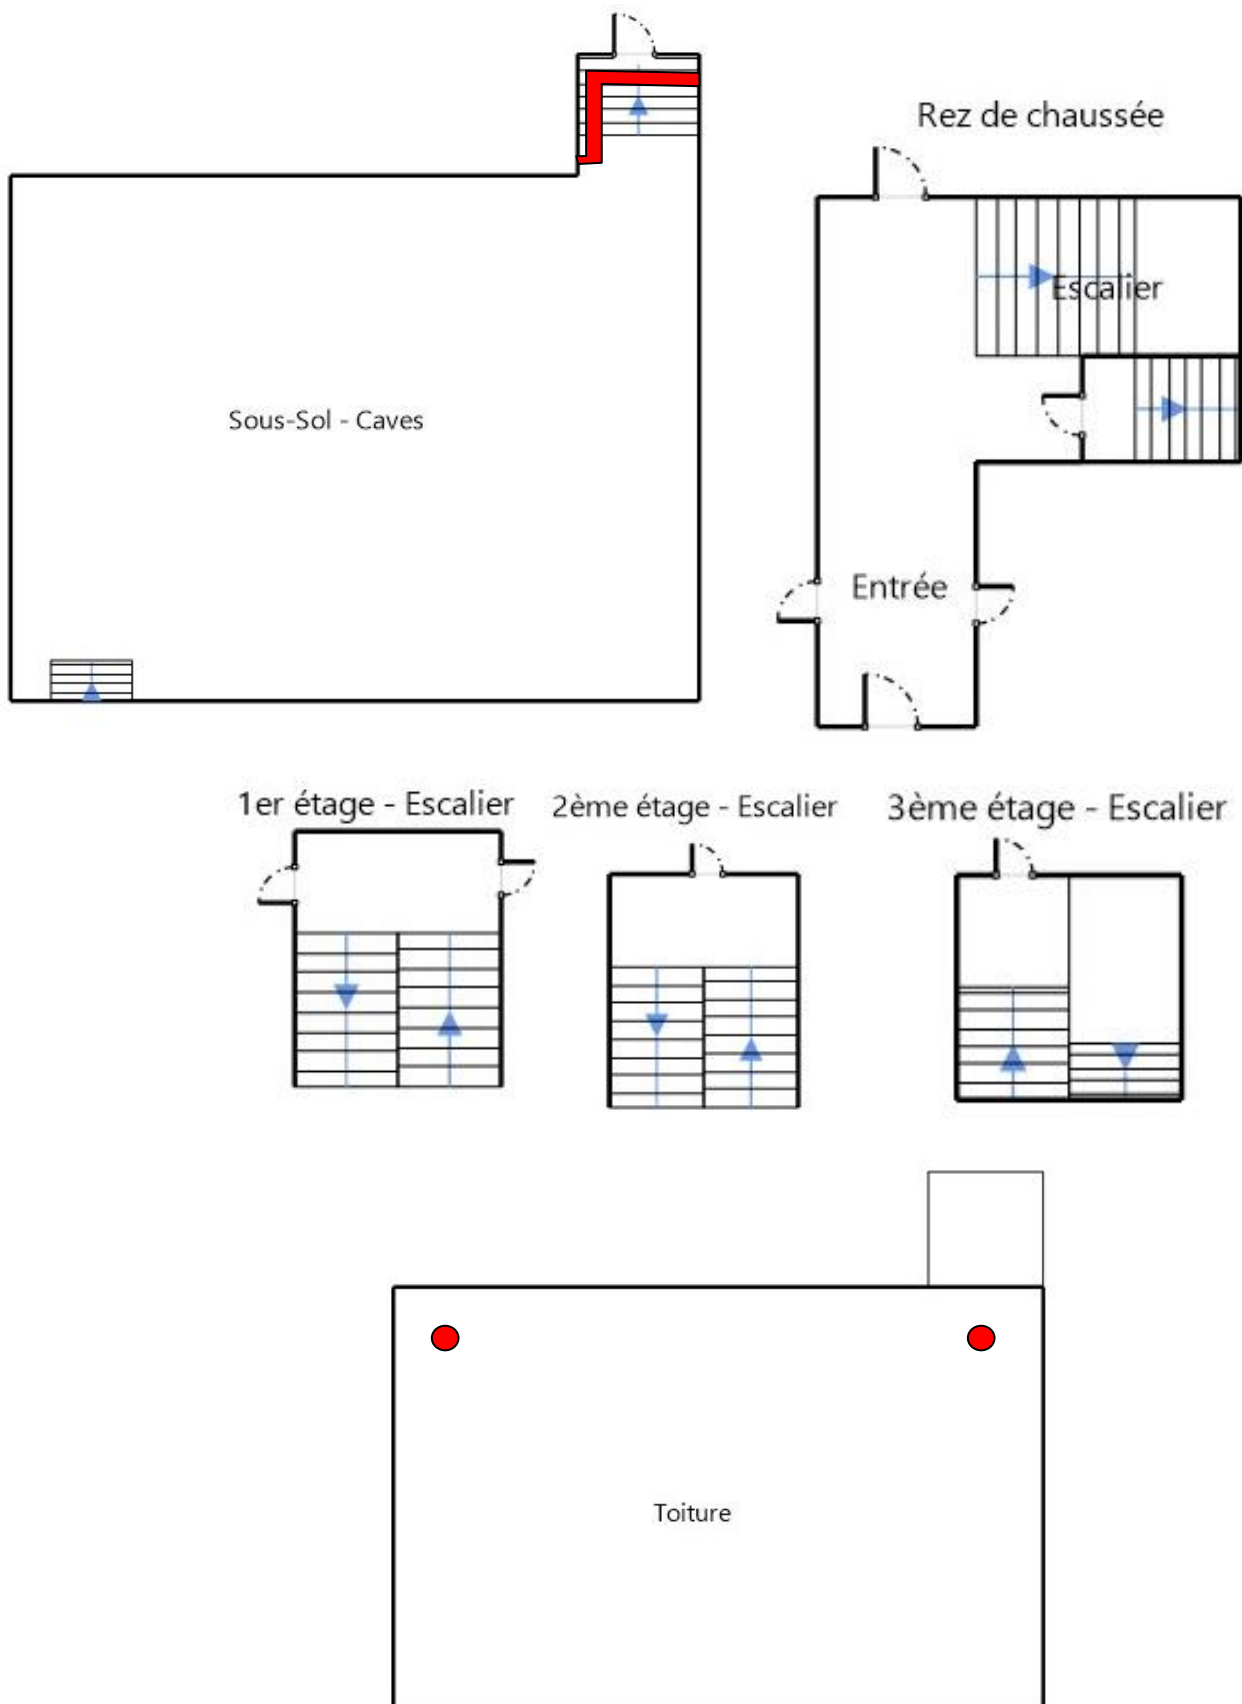 Rez de chaussée
Escalier
Sous-Sol - Caves
Entrée
1er étage - Escalier
2ème étage - Escalier
3ème étage - Escalier
Toiture